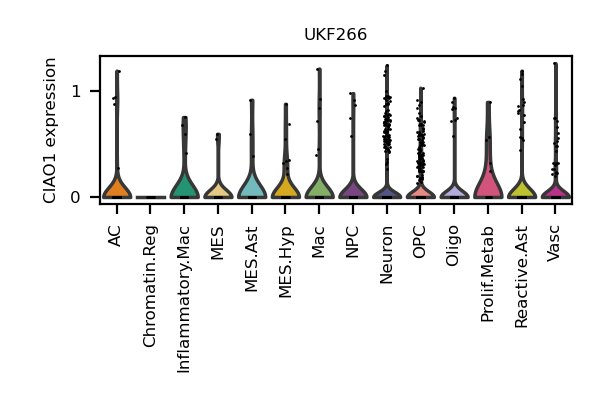 UKF266
CIAO1 expression
1
0
AC
Chromatin.Reg
Inflammatory.Mac
MES
MES.Ast
MES.Hyp
Mac
NPC
Neuron
OPC
Oligo
Prolif.Metab
Reactive.Ast
Vasc